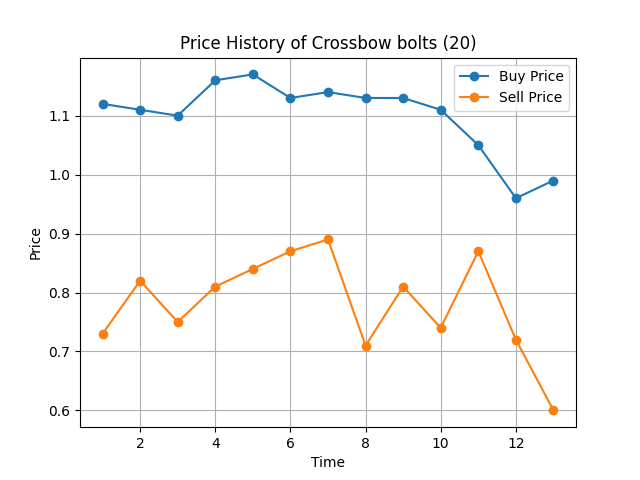 Price History of Crossbow bolts (20)
Buy Price
Sell Price
1.1
1.0
0.9
0.8
0.7
0.6
Price
2 4 6 8 10 12
Time